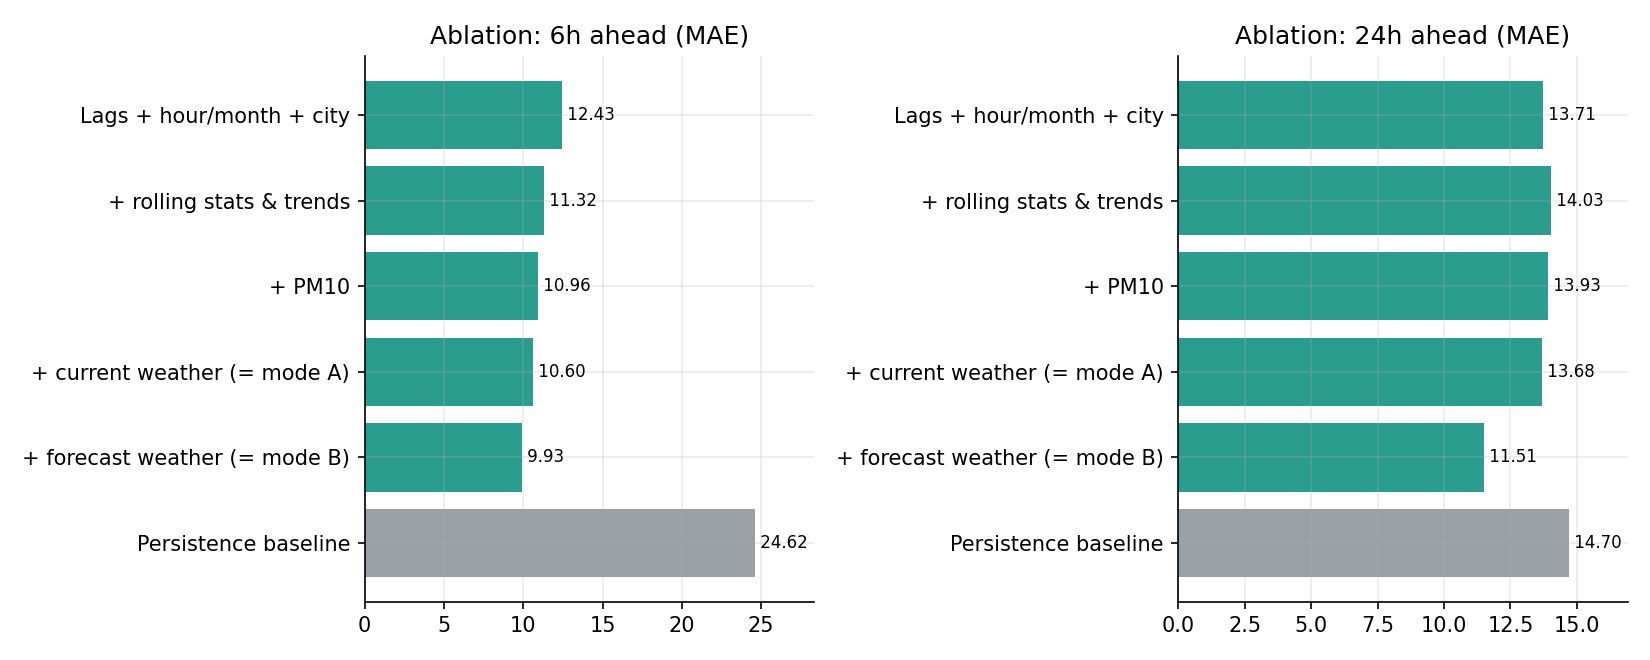 Ablation: 6h ahead (MAE)
Lags + hour/month + city
12.43
+ rolling stats & trends
11.32
+ PM10
10.96
+ current weather (= mode A)
10.60
+ forecast weather (= mode B)
9.93
Persistence baseline
24.62
0 5 10 15 20 25
Ablation: 24h ahead (MAE)
Lags + hour/month + city
13.71
+ rolling stats & trends
14.03
+ PM10
13.93
+ current weather (= mode A)
13.68
+ forecast weather (= mode B)
11.51
Persistence baseline
14.70
0.0 2.5 5.0 7.5 10.0 12.5 15.0